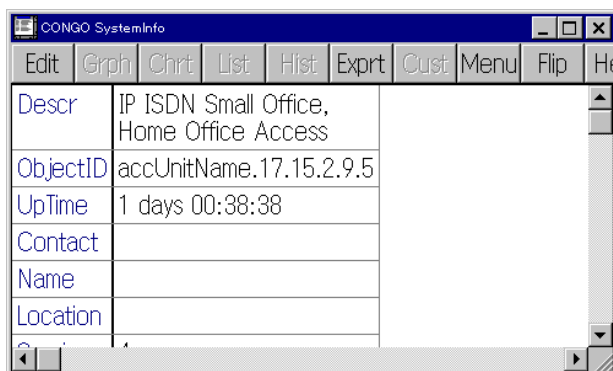 CONGO SystemInfo
Edit Grph Chrt List Hist Exprt Cust Menu Flip
Descr IP ISDN Small Office,
Home Office Access
ObjectID accUnitName.17.15.2.9.5
UpTime 1 days 00:38:38
Contact
Name
Location